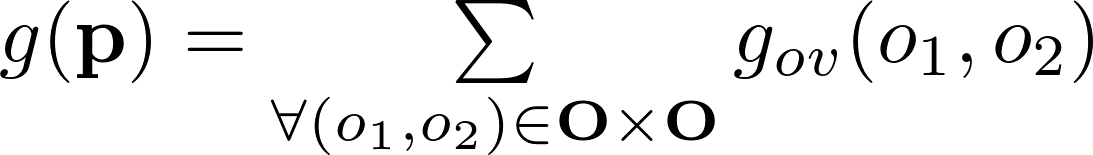 g(𝐩) = ∑ g_{ov}(o_1, o_2)
∀(o_1,o_2)∈𝐎×𝐎